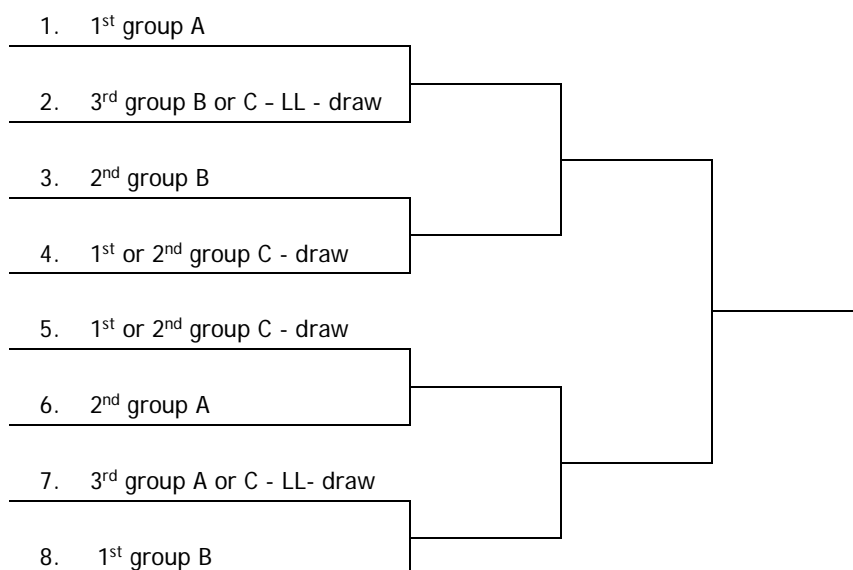 1. 1st group A
2. 3rd group B or C – LL - draw
3. 2nd group B
4. 1st or 2nd group C - draw
5. 1st or 2nd group C - draw
6. 2nd group A
7. 3rd group A or C - LL- draw
8. 1st group B